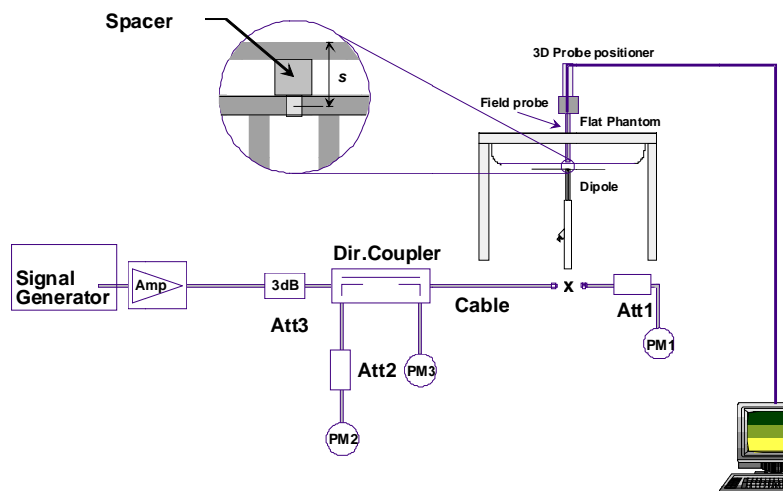 Spacer
s
3D Probe positioner
Field probe
Flat Phantom
Dipole
Signal
Generator
Amp
3dB
Att3
Dir.Coupler
Cable
x
Att1
PM1
Att2
PM3
PM2